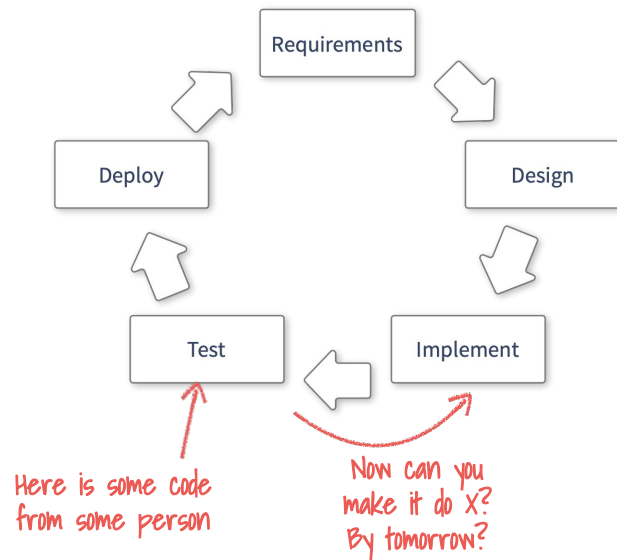 Requirements
Deploy
Design
Test
Implement
Here is some code
from some person
Now can you
make it do X?
By tomorrow?